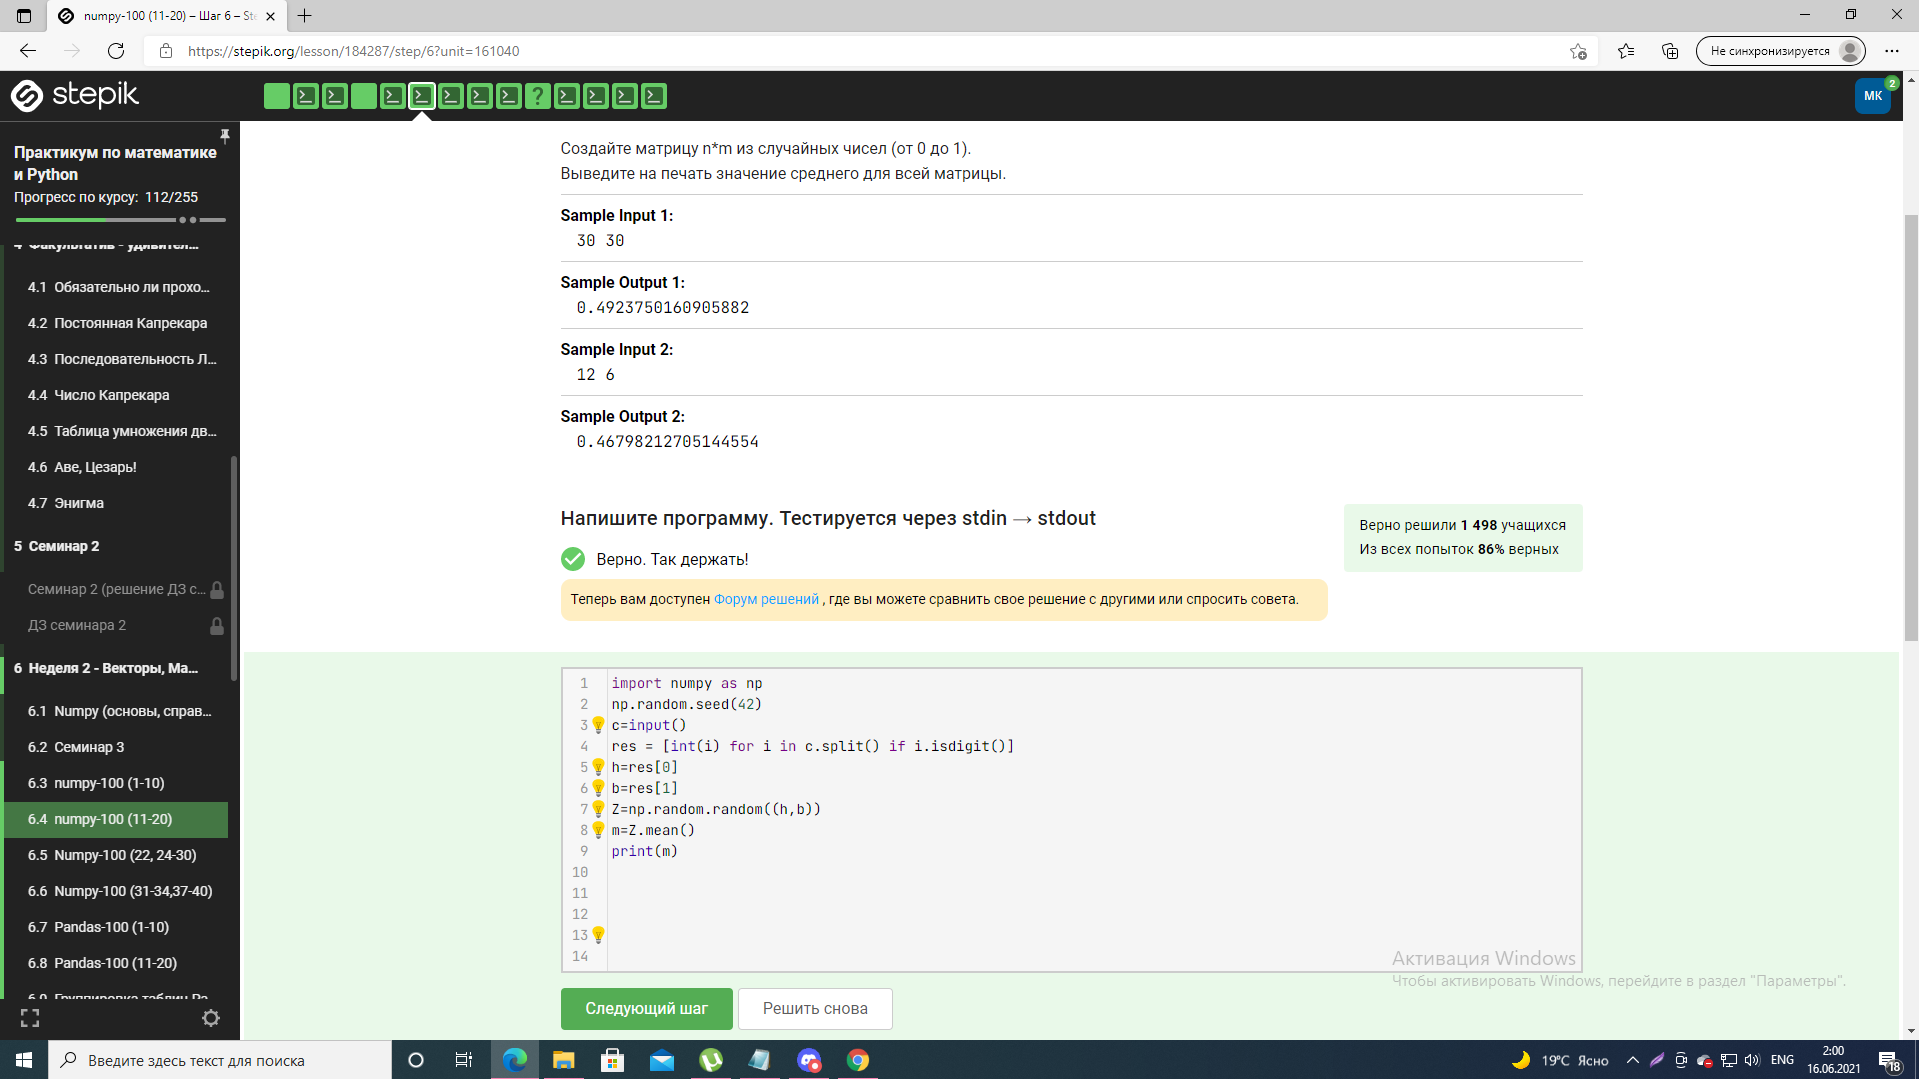 numpy-100 (11-20) – Шаг 6 – Ste
https://stepik.org/lesson/184287/step/6?unit=161040
Не синхронизируется
stepik
МК
2
Практикум по математике
и Python
Прогресс по курсу: 112/255
4 Факультатив - удивител...
4.1 Обязательно ли прохо...
4.2 Постоянная Капрекара
4.3 Последовательность Л...
4.4 Число Капрекара
4.5 Таблица умножения дв...
4.6 Аве, Цезарь!
4.7 Энигма
5 Семинар 2
Семинар 2 (решение ДЗ с...
ДЗ семинара 2
6 Неделя 2 - Векторы, Ма...
6.1 Numpy (основы, справ...
6.2 Семинар 3
6.3 numpy-100 (1-10)
6.4 numpy-100 (11-20)
6.5 Numpy-100 (22, 24-30)
6.6 Numpy-100 (31-34,37-40)
6.7 Pandas-100 (1-10)
6.8 Pandas-100 (11-20)
6.9 Группировка таблиц Pa...
Создайте матрицу n*m из случайных чисел (от 0 до 1).
Выведите на печать значение среднего для всей матрицы.
Sample Input 1:
30 30
Sample Output 1:
0.4923750160905882
Sample Input 2:
12 6
Sample Output 2:
0.46798212705144554
Напишите программу. Тестируется через stdin → stdout
Верно решили 1 498 учащихся
Из всех попыток 86% верных
Верно. Так держать!
Теперь вам доступен Форум решений , где вы можете сравнить свое решение с другими или спросить совета.
1 import numpy as np
2 np.random.seed(42)
3 c=input()
4 res = [int(i) for i in c.split() if i.isdigit()]
5 h=res[0]
6 b=res[1]
7 Z=np.random.random((h,b))
8 m=Z.mean()
9 print(m)
10
11
12
13
14
Активация Windows
Чтобы активировать Windows, перейдите в раздел "Параметры".
Следующий шаг
Решить снова
Введите здесь текст для поиска
19°C Ясно
ENG
2:00
16.06.2021
18